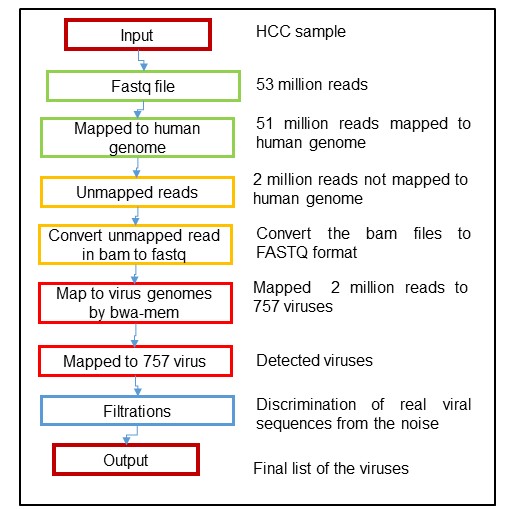 Input
HCC sample
Fastq file
53 million reads
Mapped to human
genome
51 million reads mapped to
human genome
Unmapped reads
2 million reads not mapped to
human genome
Convert unmapped read
in bam to fastq
Convert the bam files to
FASTQ format
Map to virus genomes
by bwa-mem
Mapped 2 million reads to
757 viruses
Mapped to 757 virus
Detected viruses
Filtrations
Discrimination of real viral
sequences from the noise
Output
Final list of the viruses